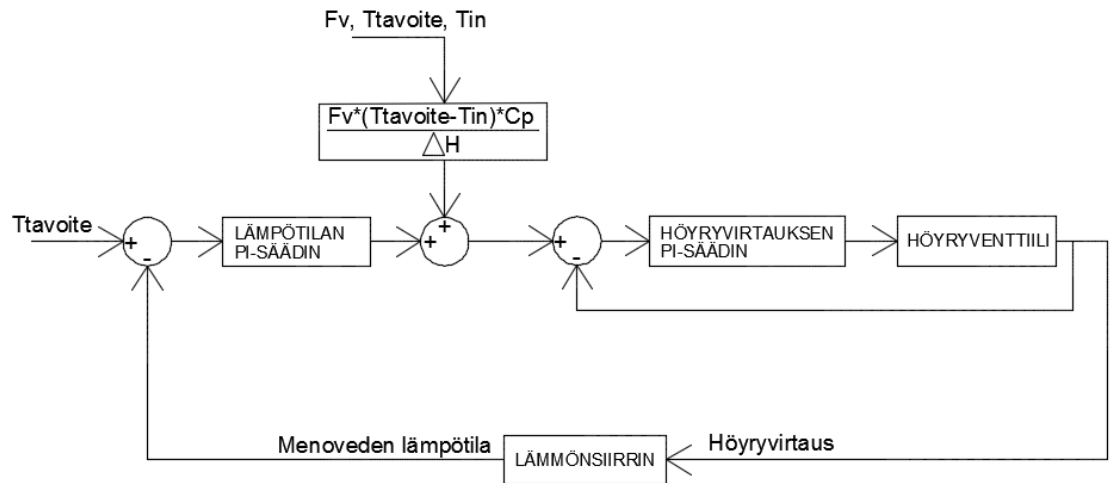 Fv, Ttavoite, Tin
Fv*(Ttavoite-Tin)*Cp
△H
Ttavoite
+
-
LÄMPÖTILAN
PI-SÄÄDIN
+
+
+
-
HÖYRYVIRTAUKSEN
PI-SÄÄDIN
HÖYRYVENTTIILI
Menoveden lämpötila
LÄMMÖNSIIRRIN
Höyryvirtaus